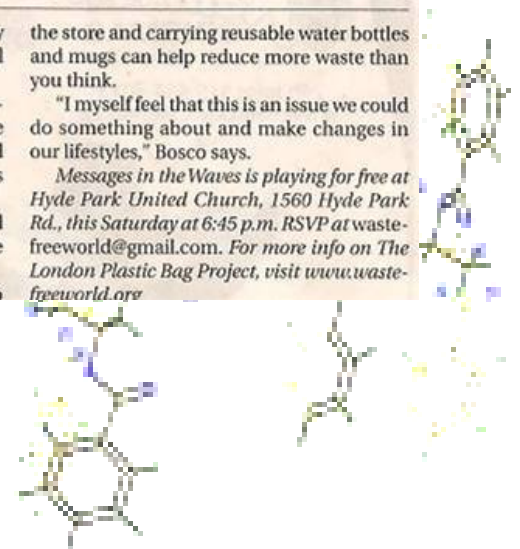 the store and carrying reusable water bottles
and mugs can help reduce more waste than
you think.
"I myself feel that this is an issue we could
do something about and make changes in
our lifestyles," Bosco says.
Messages in the Waves is playing for free at
Hyde Park United Church, 1560 Hyde Park
Rd., this Saturday at 6:45 p.m. RSVP at waste-
freeworld@gmail.com. For more info on The
London Plastic Bag Project, visit www.waste-
freeworld.org